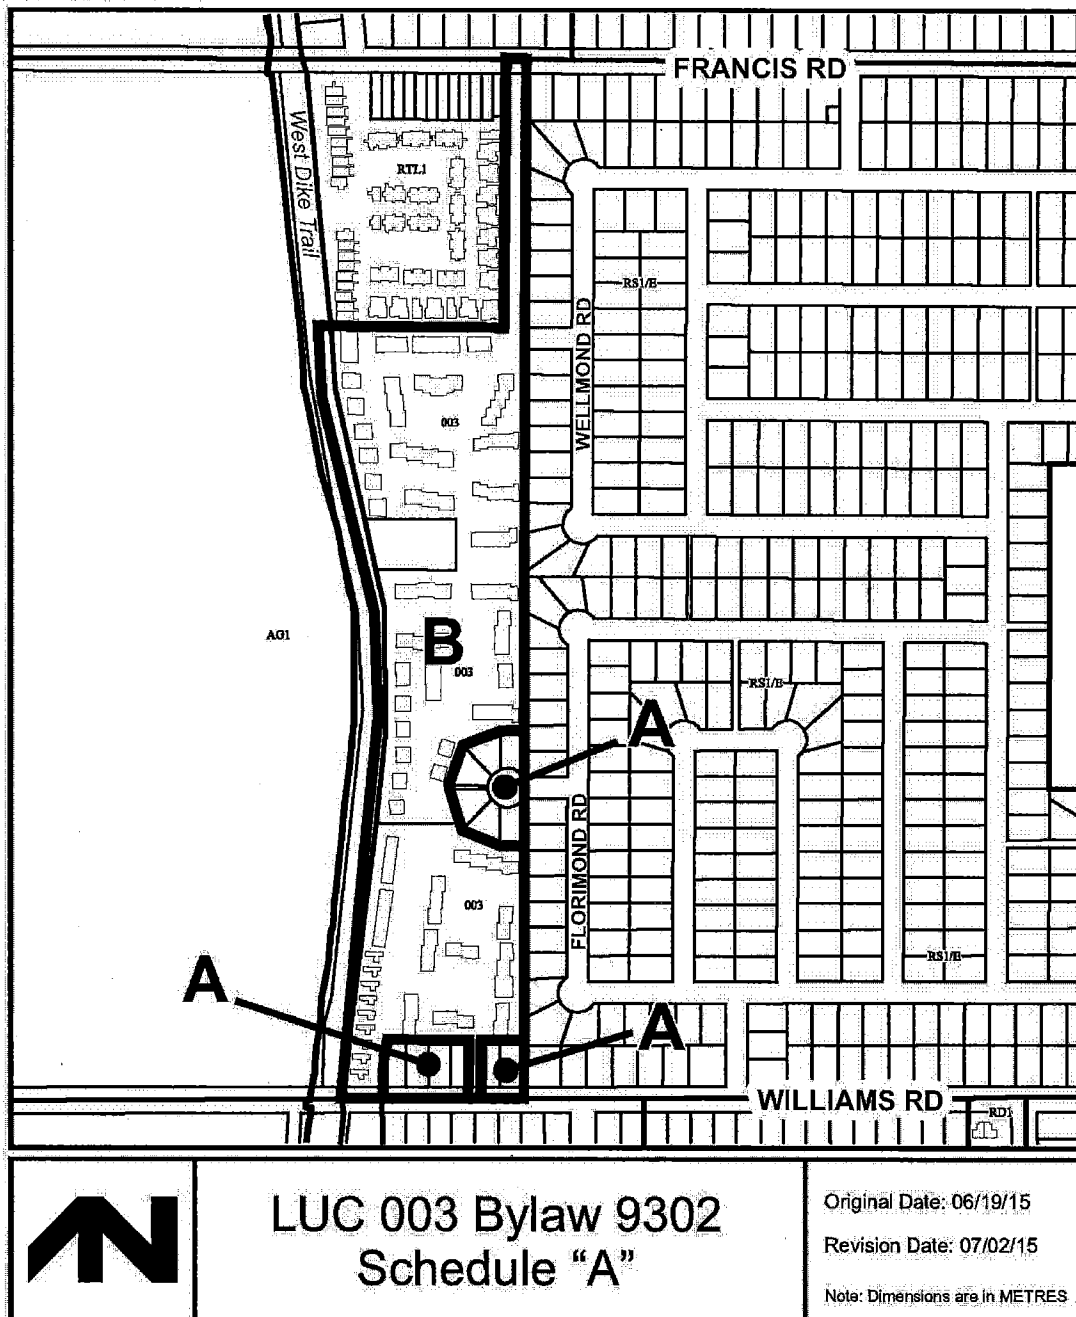 FRANCIS RD
West Dike Trail
RTL1
RS1/E
WELLMOND RD
003
AG1
B
003
RS1/E
A
FLORIMOND RD
003
RS1/E
A
A
WILLIAMS RD
RD1
LUC 003 Bylaw 9302
Schedule “A”
Original Date: 06/19/15
Revision Date: 07/02/15
Note: Dimensions are in METRES
N